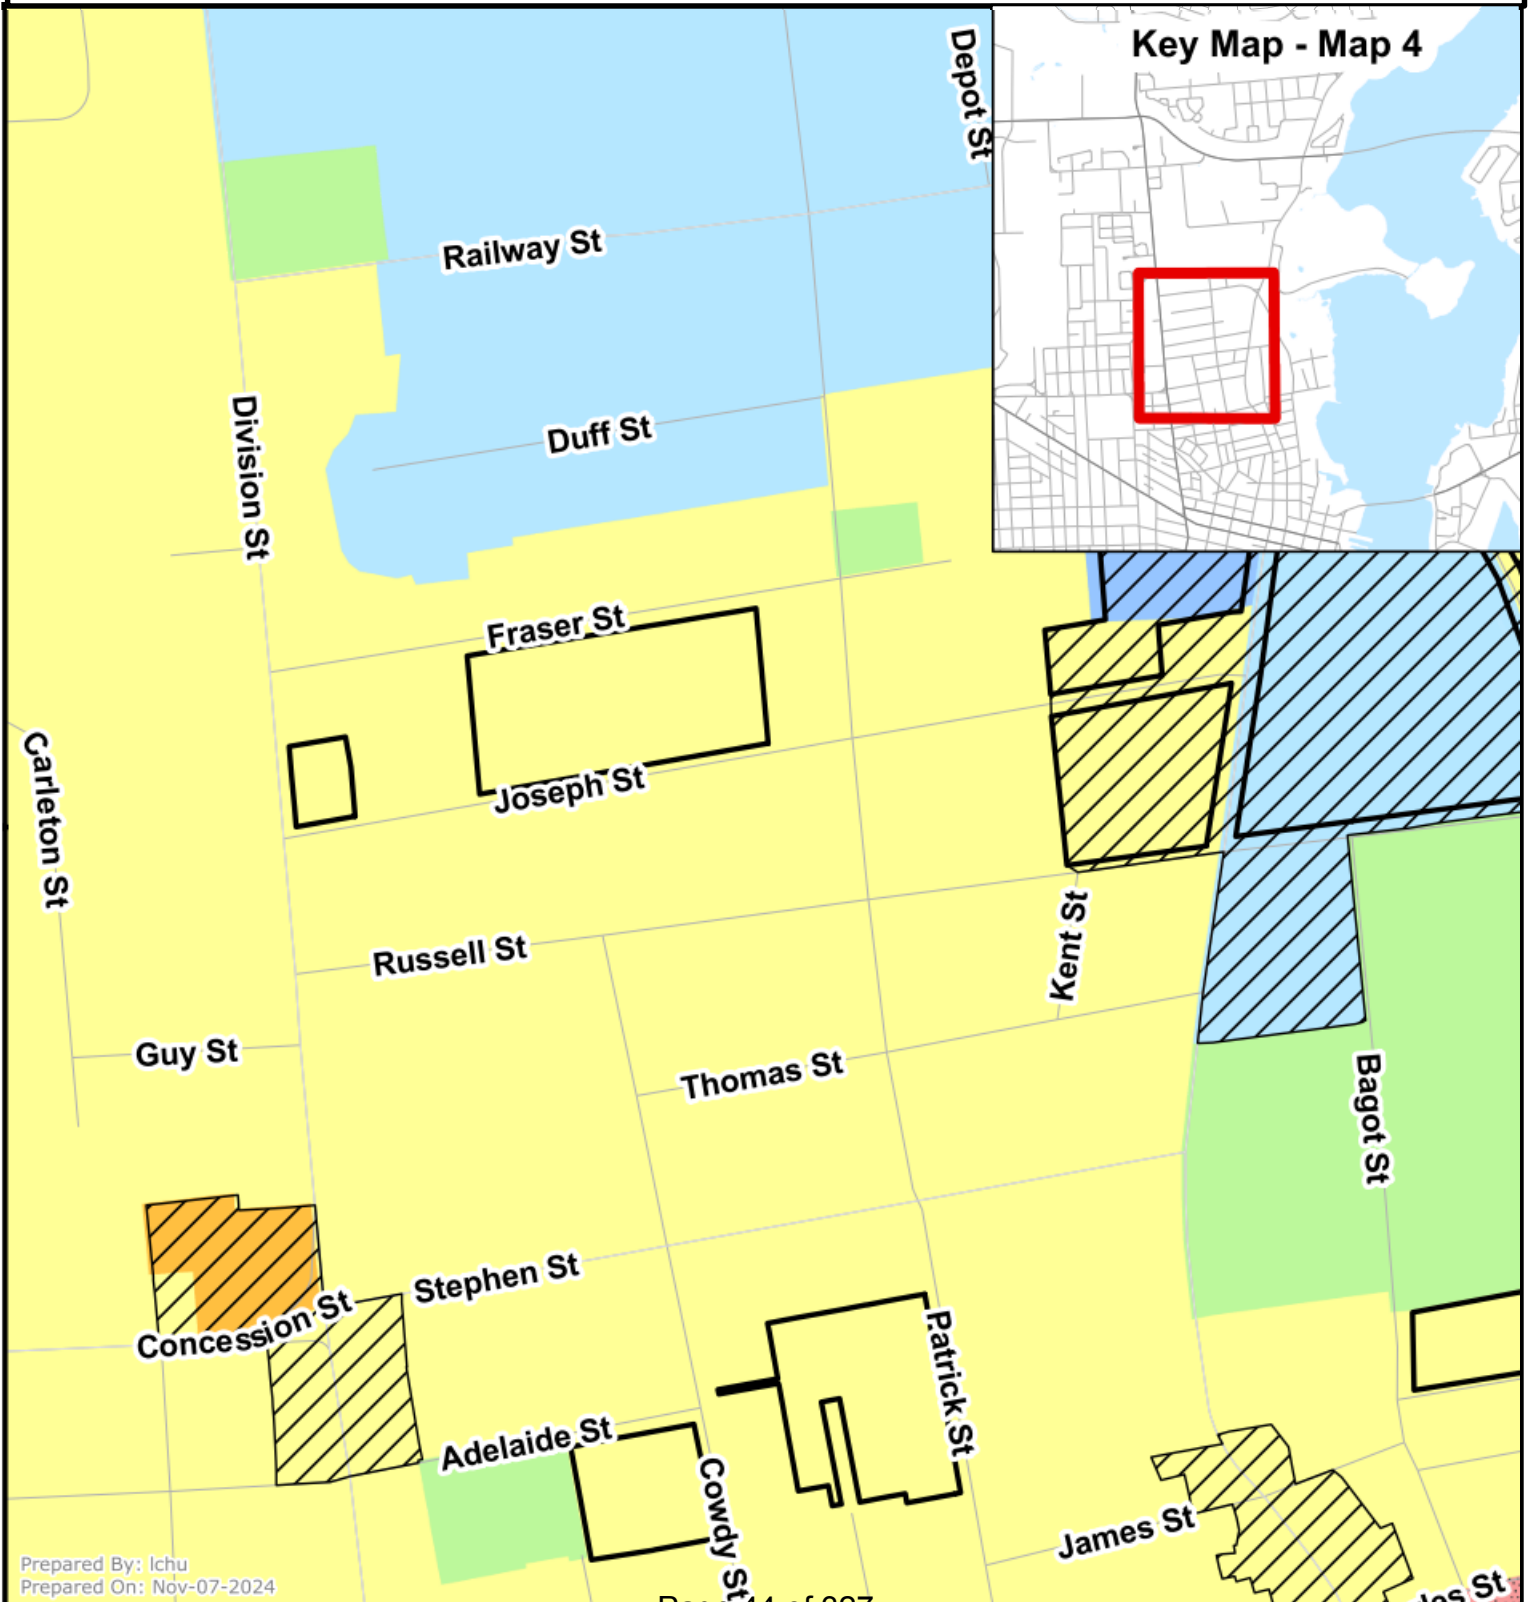 Key Map - Map 4
Depot St
Railway St
Division St
Duff St
Fraser St
Carleton St
Joseph St
Kent St
Russell St
Guy St
Thomas St
Bagot St
Stephen St
Concession St
Patrick St
Adelaide St
Cowdy St
James St
St
Prepared By: lchu
Prepared On: Nov-07-2024